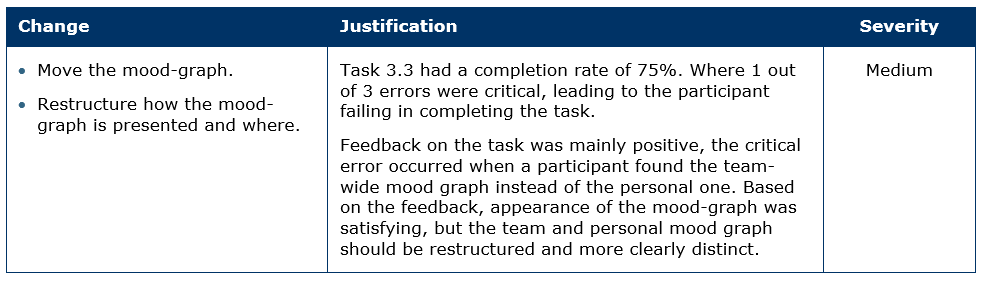 Change
Justification
Severity
• Move the mood-graph.
• Restructure how the mood-
graph is presented and where.
Task 3.3 had a completion rate of 75%. Where 1 out
of 3 errors were critical, leading to the participant
failing in completing the task.
Feedback on the task was mainly positive, the critical
error occurred when a participant found the team-
wide mood graph instead of the personal one. Based
on the feedback, appearance of the mood-graph was
satisfying, but the team and personal mood graph
should be restructured and more clearly distinct.
Medium